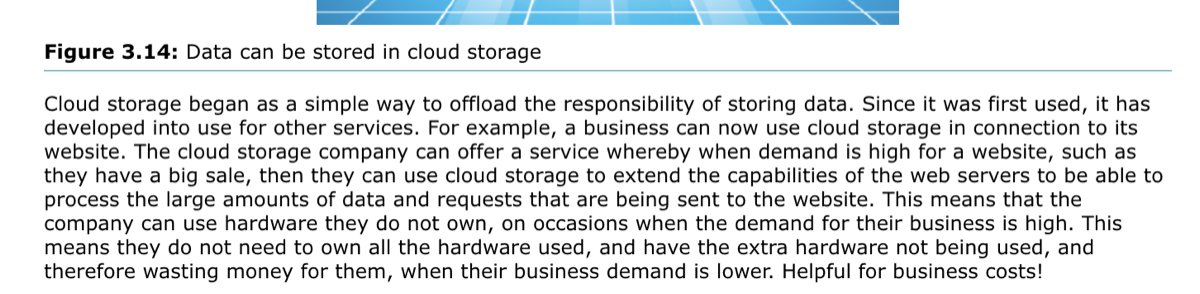 Figure 3.14: Data can be stored in cloud storage
Cloud storage began as a simple way to offload the responsibility of storing data. Since it was first used, it has
developed into use for other services. For example, a business can now use cloud storage in connection to its
website. The cloud storage company can offer a service whereby when demand is high for a website, such as
they have a big sale, then they can use cloud storage to extend the capabilities of the web servers to be able to
process the large amounts of data and requests that are being sent to the website. This means that the
company can use hardware they do not own, on occasions when the demand for their business is high. This
means they do not need to own all the hardware used, and have the extra hardware not being used, and
therefore wasting money for them, when their business demand is lower. Helpful for business costs!